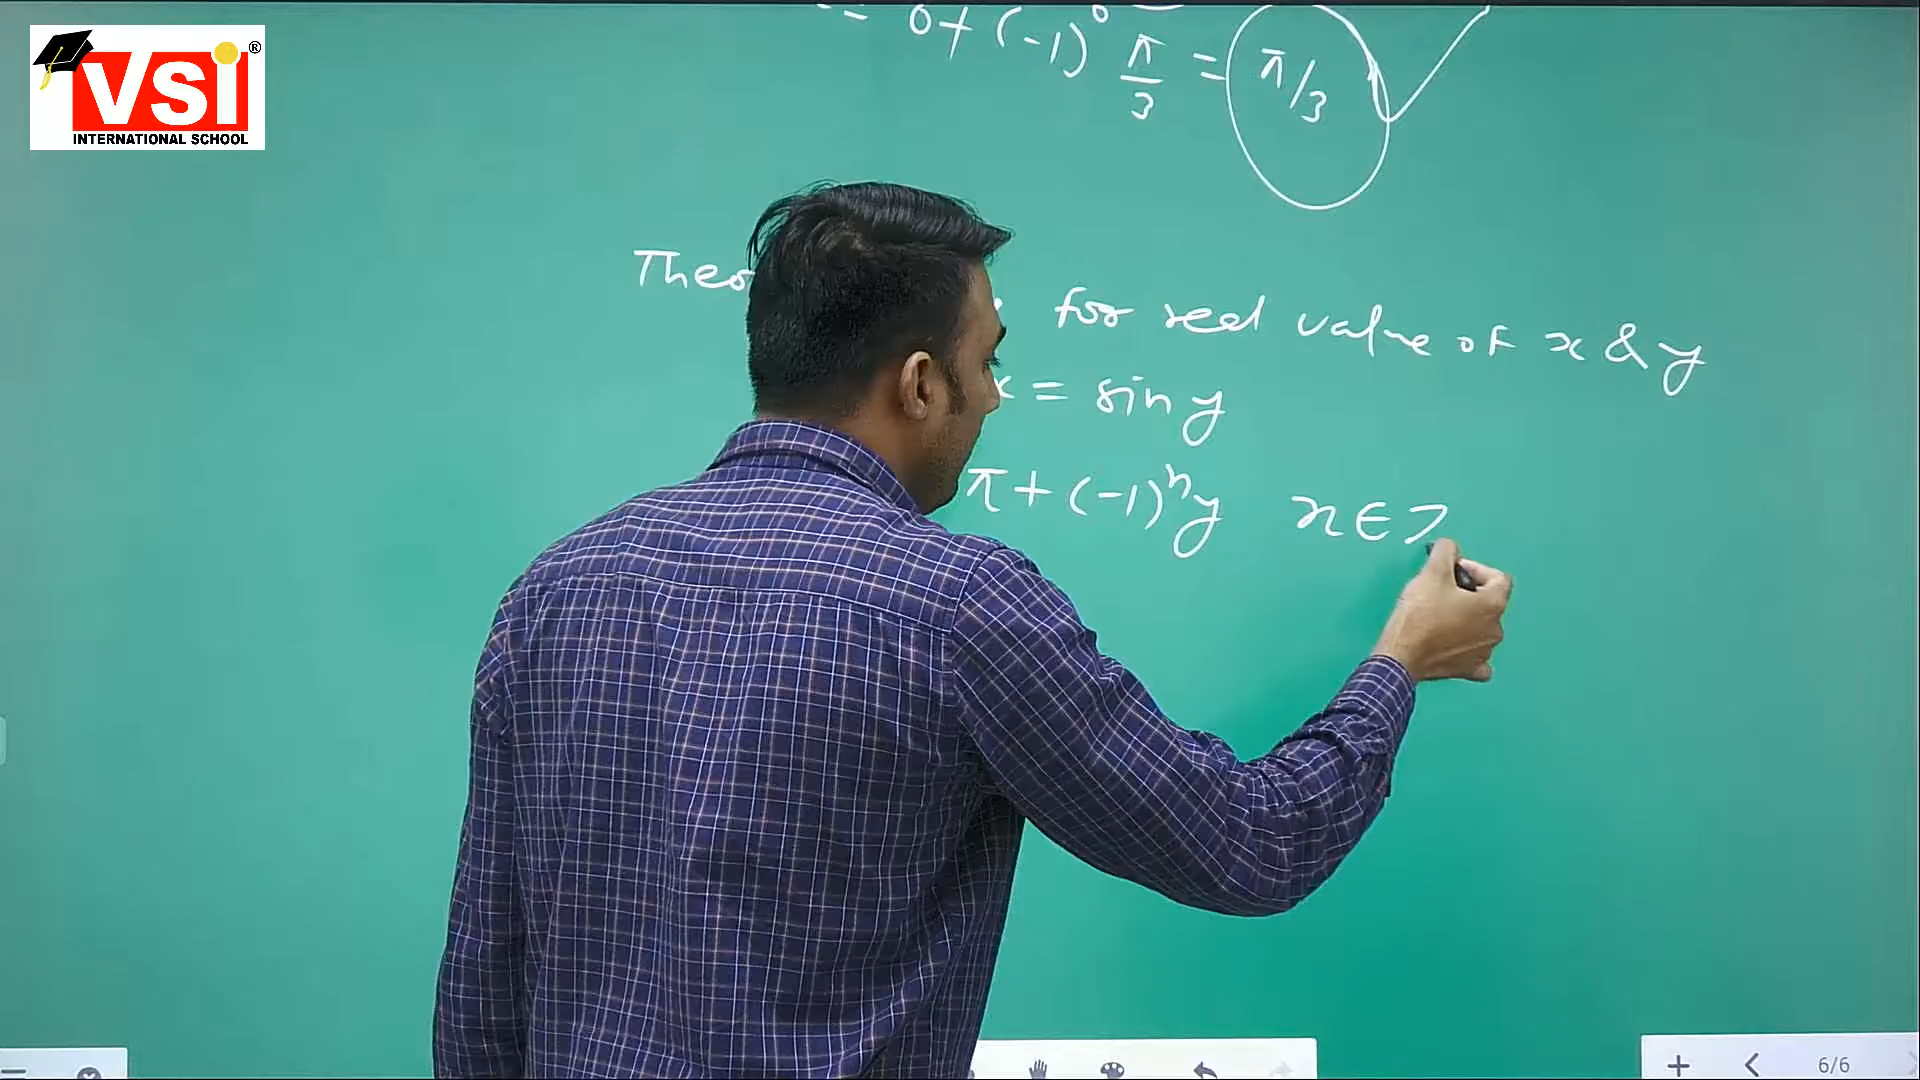 VSI ®
INTERNATIONAL SCHOOL
= 0 + (-1)⁰ π/3 = π/3
Theo for real value of x & y
x = sin y
π + (-1)ⁿy n ∈ Z
6/6